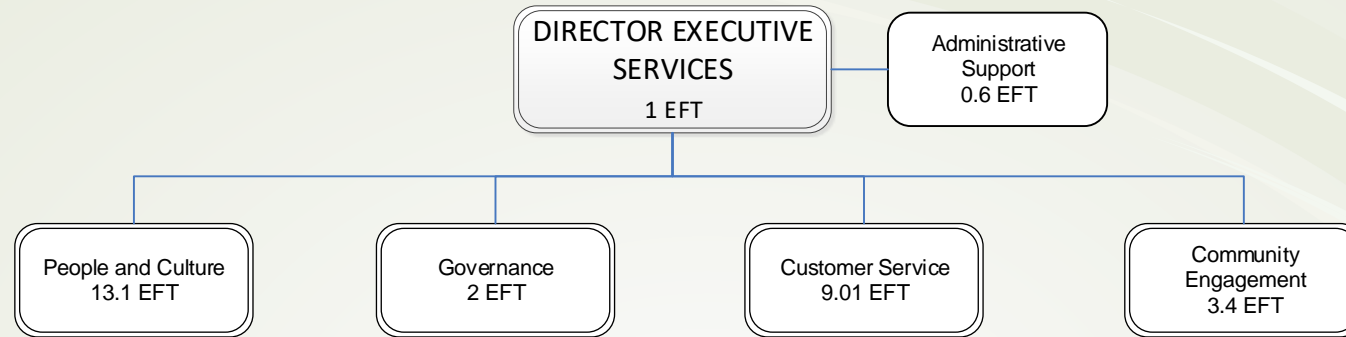 DIRECTOR EXECUTIVE
SERVICES
1 EFT
Administrative
Support
0.6 EFT
People and Culture
13.1 EFT
Governance
2 EFT
Customer Service
9.01 EFT
Community
Engagement
3.4 EFT